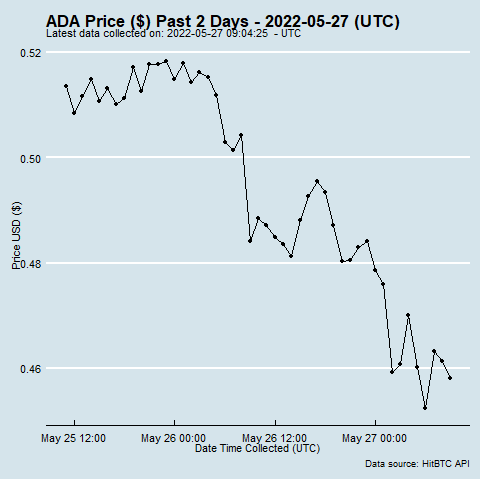 ADA Price ($) Past 2 Days - 2022-05-27 (UTC)
Latest data collected on: 2022-05-27 09:04:25 - UTC
0.52
0.50
0.48
0.46
Price USD ($)
May 25 12:00 May 26 00:00 May 26 12:00 May 27 00:00
Date Time Collected (UTC)
Data source: HitBTC API